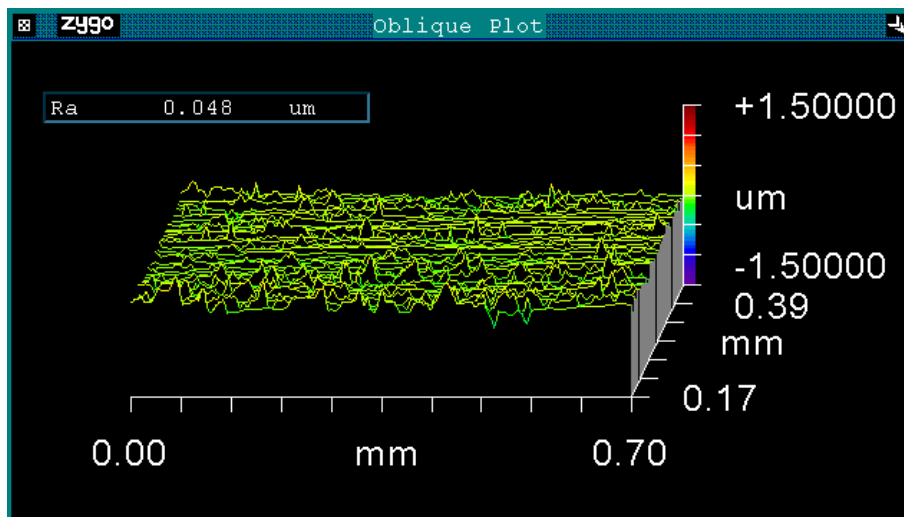 zygo Oblique Plot
Ra 0.048 um
+1.50000
um
-1.50000
0.39
mm
0.17
0.00 mm 0.70